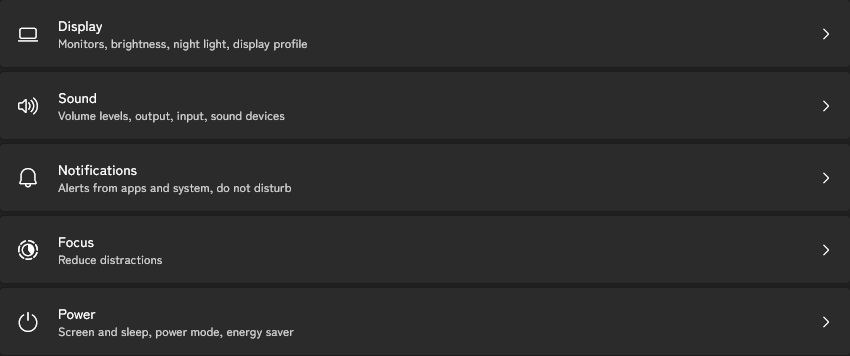 Display
Monitors, brightness, night light, display profile
Sound
Volume levels, output, input, sound devices
Notifications
Alerts from apps and system, do not disturb
Focus
Reduce distractions
Power
Screen and sleep, power mode, energy saver